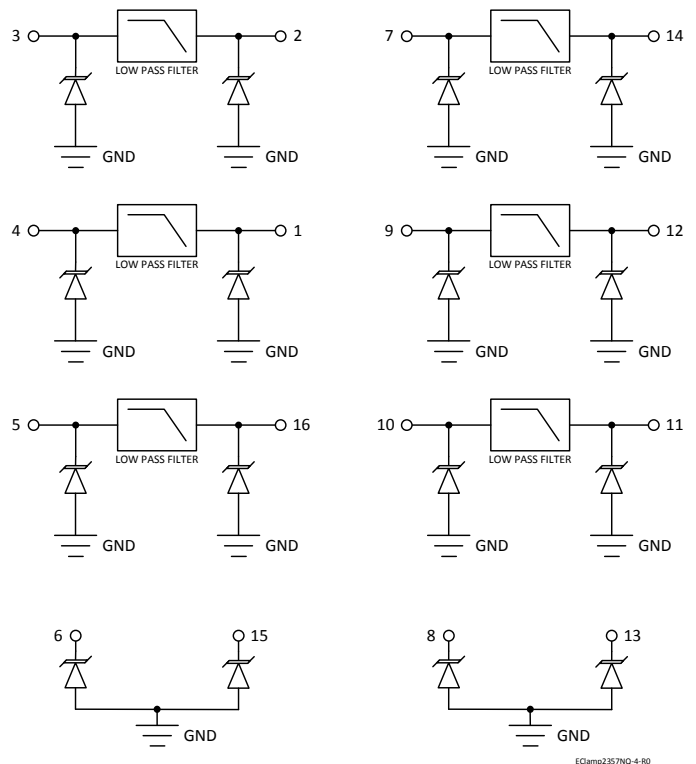 3 2 7 14
LOW PASS FILTER LOW PASS FILTER
GND GND GND GND
4 1 9 12
LOW PASS FILTER LOW PASS FILTER
GND GND GND GND
5 16 10 11
LOW PASS FILTER LOW PASS FILTER
GND GND GND GND
6 15 8 13
GND GND
EClamp2357NQ-4-R0